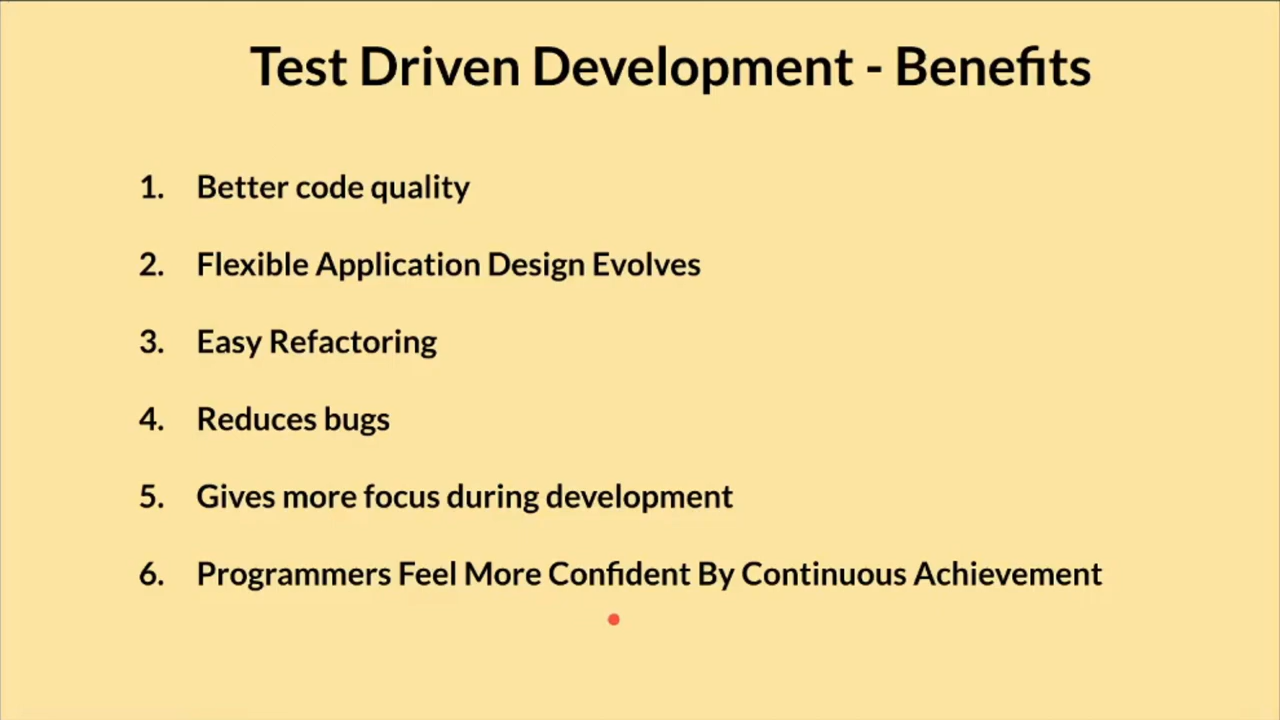 Test Driven Development - Benefits
1. Better code quality
2. Flexible Application Design Evolves
3. Easy Refactoring
4. Reduces bugs
5. Gives more focus during development
6. Programmers Feel More Confident By Continuous Achievement